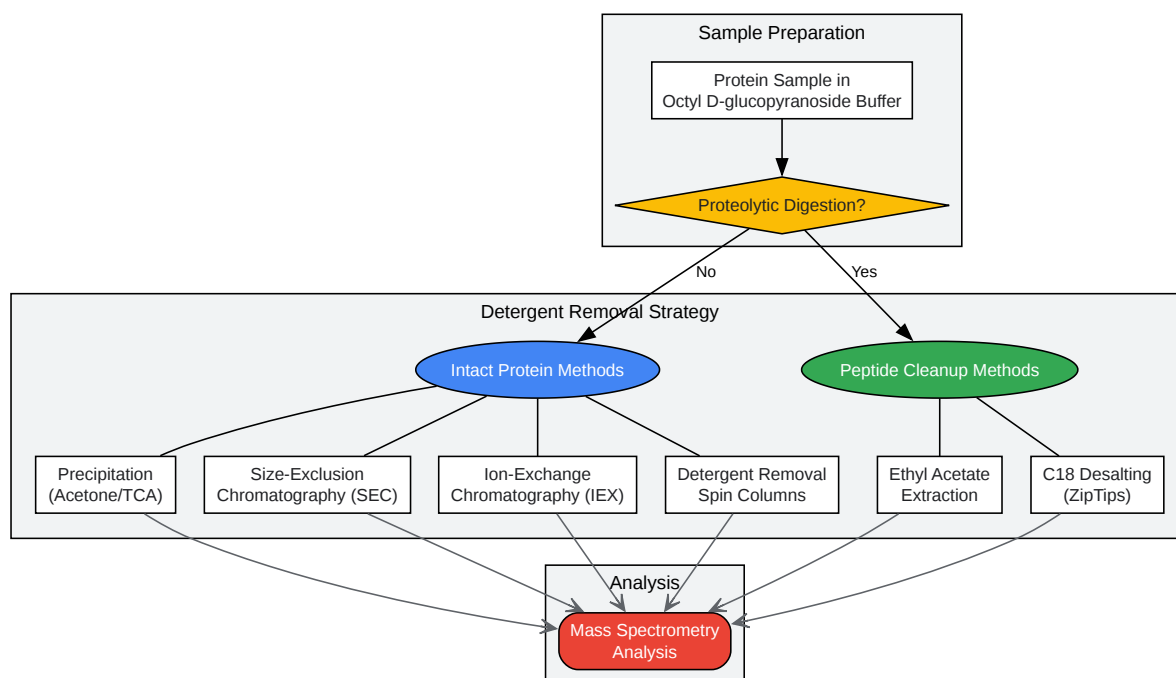 Sample Preparation
Protein Sample in
Octyl D-glucopyranoside Buffer
Proteolytic Digestion?
No
Yes
Detergent Removal Strategy
Intact Protein Methods
Peptide Cleanup Methods
Precipitation
(Acetone/TCA)
Size-Exclusion
Chromatography (SEC)
Ion-Exchange
Chromatography (IEX)
Detergent Removal
Spin Columns
Ethyl Acetate
Extraction
C18 Desalting
(ZipTips)
Analysis
Mass Spectrometry
Analysis